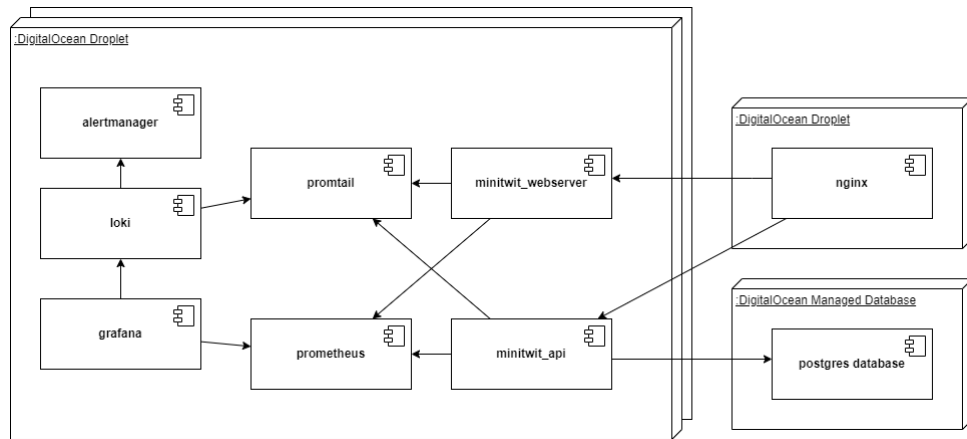 :DigitalOcean Droplet
alertmanager
loki
grafana
promtail
prometheus
minitwit_webserver
minitwit_api
:DigitalOcean Droplet
nginx
:DigitalOcean Managed Database
postgres database